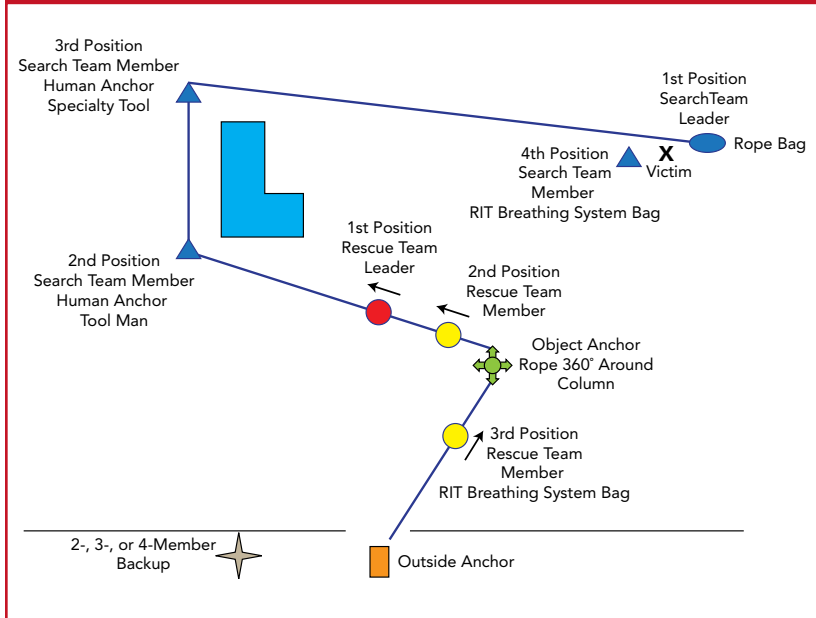 3rd Position
Search Team Member
Human Anchor
Specialty Tool
1st Position
SearchTeam
Leader
Rope Bag
X
Victim
4th Position
Search Team
Member
RIT Breathing System Bag
1st Position
Rescue Team
Leader
2nd Position
Search Team Member
Human Anchor
Tool Man
2nd Position
Rescue Team
Member
Object Anchor
Rope 360° Around
Column
3rd Position
Rescue Team
Member
RIT Breathing System Bag
2-, 3-, or 4-Member
Backup
Outside Anchor